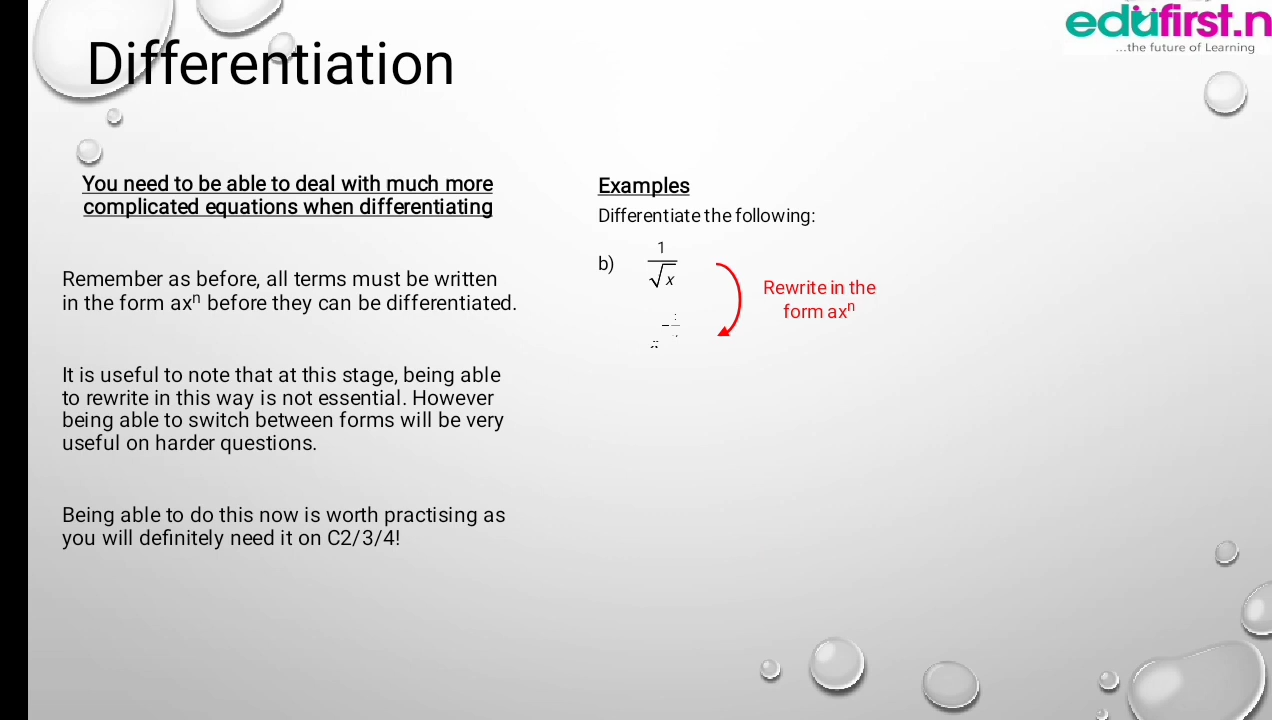 edufirst.n
...the future of Learning
Differentiation
You need to be able to deal with much more
complicated equations when differentiating
Remember as before, all terms must be written
in the form axⁿ before they can be differentiated.
It is useful to note that at this stage, being able
to rewrite in this way is not essential. However
being able to switch between forms will be very
useful on harder questions.
Being able to do this now is worth practising as
you will definitely need it on C2/3/4!
Examples
Differentiate the following:
b) 1/√x
Rewrite in the
form axⁿ